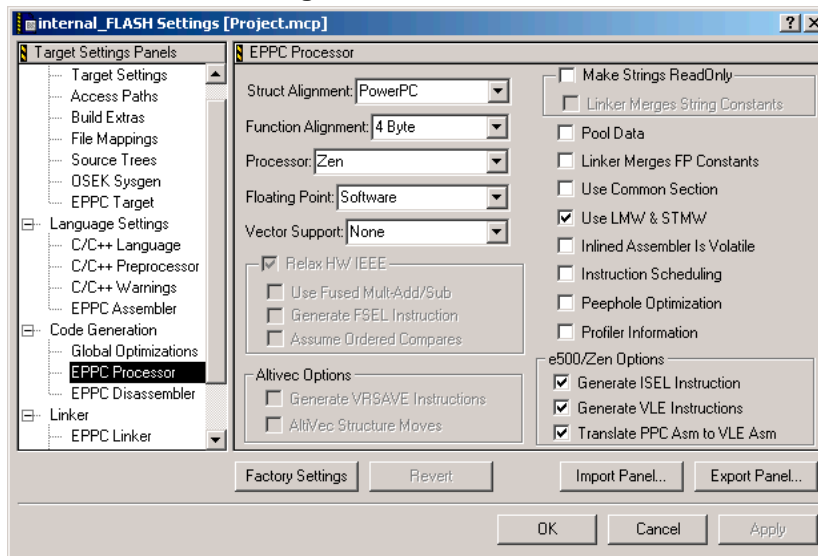 internal_FLASH Settings [Project.mcp]
Target Settings Panels
Target Settings
Access Paths
Build Extras
File Mappings
Source Trees
OSEK Sysgen
EPPC Target
Language Settings
C/C++ Language
C/C++ Preprocessor
C/C++ Warnings
EPPC Assembler
Code Generation
Global Optimizations
EPPC Processor
EPPC Disassembler
Linker
EPPC Linker
EPPC Processor
Struct Alignment: PowerPC
Function Alignment: 4 Byte
Processor: Zen
Floating Point: Software
Vector Support: None
Relax HW IEEE
Use Fused Mult-Add/Sub
Generate FSEL Instruction
Assume Ordered Compares
Altivec Options
Generate VRSAVE Instructions
AltiVec Structure Moves
Make Strings ReadOnly
Linker Merges String Constants
Pool Data
Linker Merges FP Constants
Use Common Section
Use LMW & STMW
Inlined Assembler Is Volatile
Instruction Scheduling
Peephole Optimization
Profiler Information
e500/Zen Options
Generate ISEL Instruction
Generate VLE Instructions
Translate PPC Asm to VLE Asm
Factory Settings
Revert
Import Panel...
Export Panel...
OK
Cancel
Apply